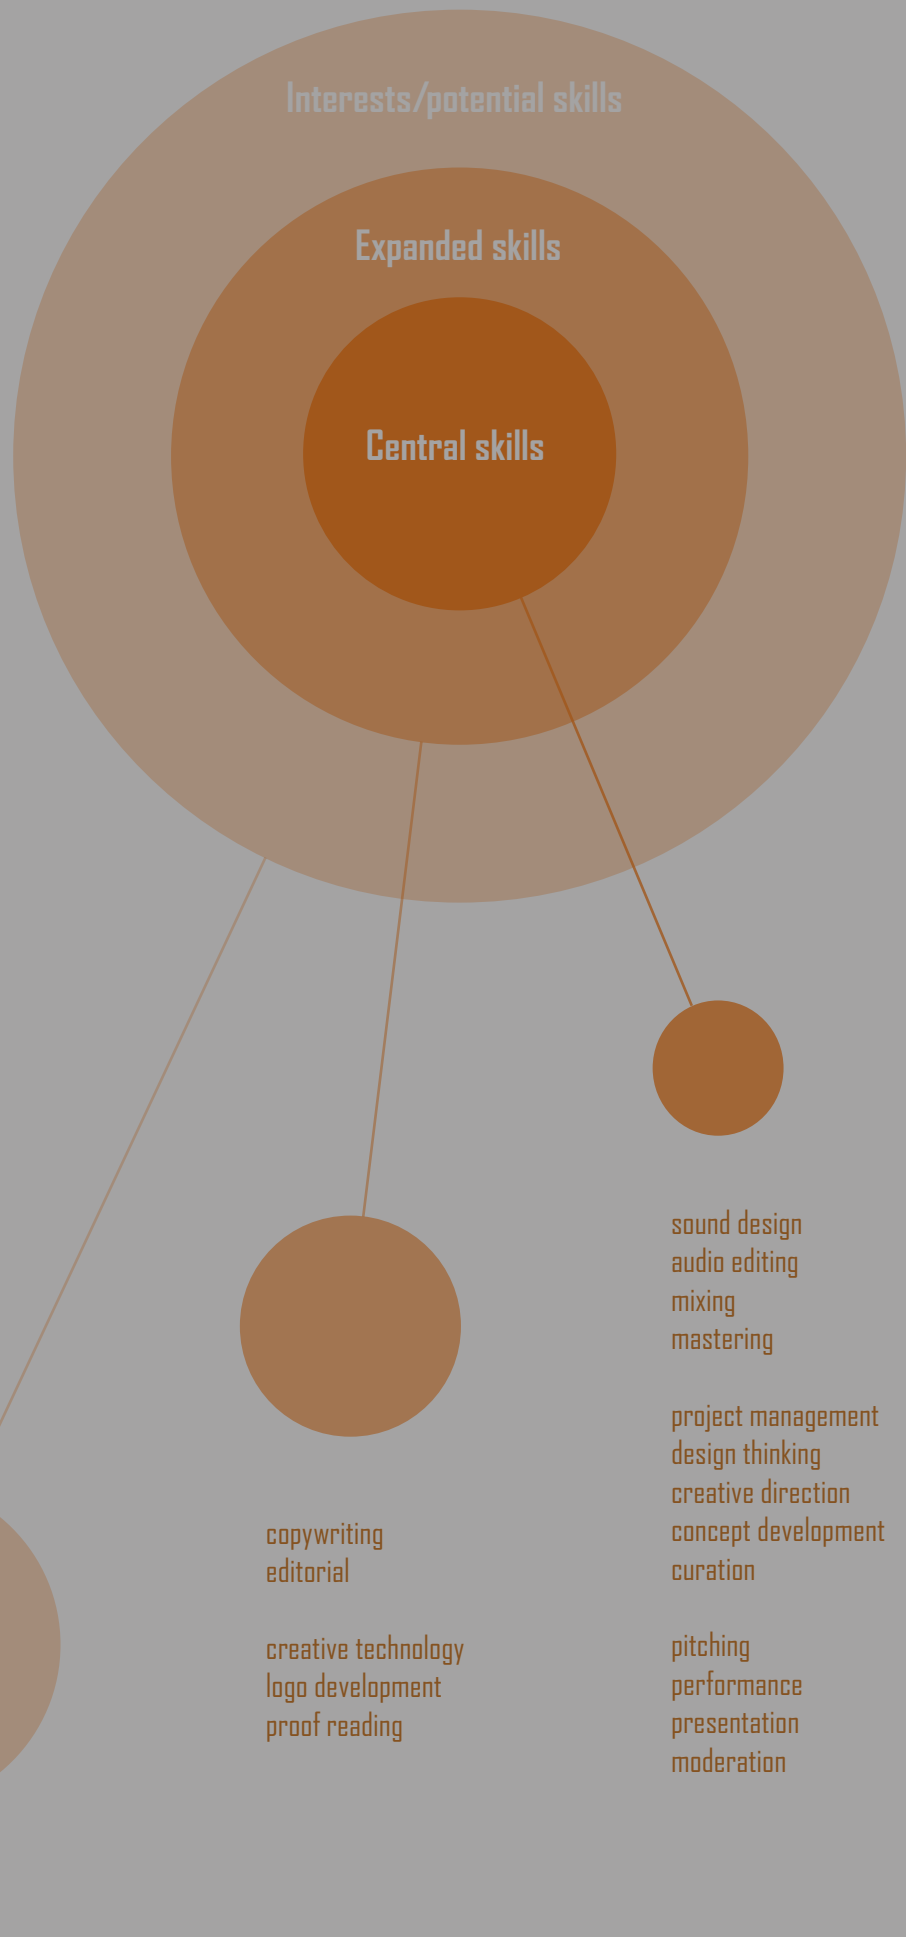 Interests/potential skills
Expanded skills
Central skills
sound design
audio editing
mixing
mastering
project management
design thinking
creative direction
concept development
curation
pitching
performance
presentation
moderation
copywriting
editorial
creative technology
logo development
proof reading